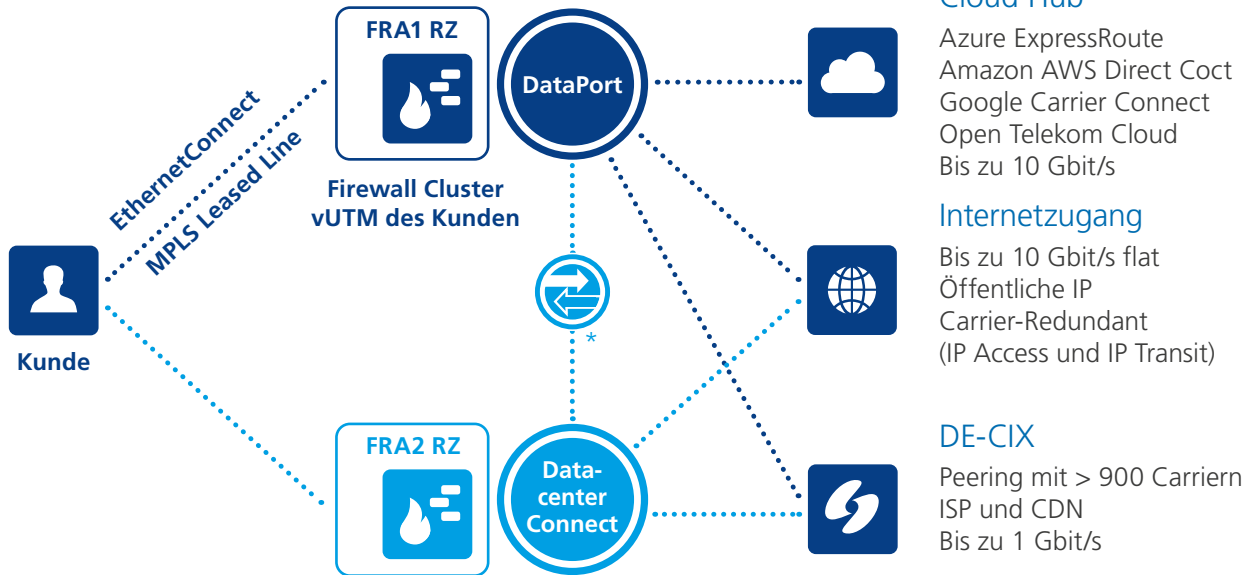 EthernetConnect
MPLS Leased Line
Kunde
FRA1 RZ
Firewall Cluster
vUTM des Kunden
DataPort
*
FRA2 RZ
Data-
center
Connect
Cloud Hub
Azure ExpressRoute
Amazon AWS Direct Coct
Google Carrier Connect
Open Telekom Cloud
Bis zu 10 Gbit/s
Internetzugang
Bis zu 10 Gbit/s flat
Öffentliche IP
Carrier-Redundant
(IP Access und IP Transit)
DE-CIX
Peering mit > 900 Carriern
ISP und CDN
Bis zu 1 Gbit/s